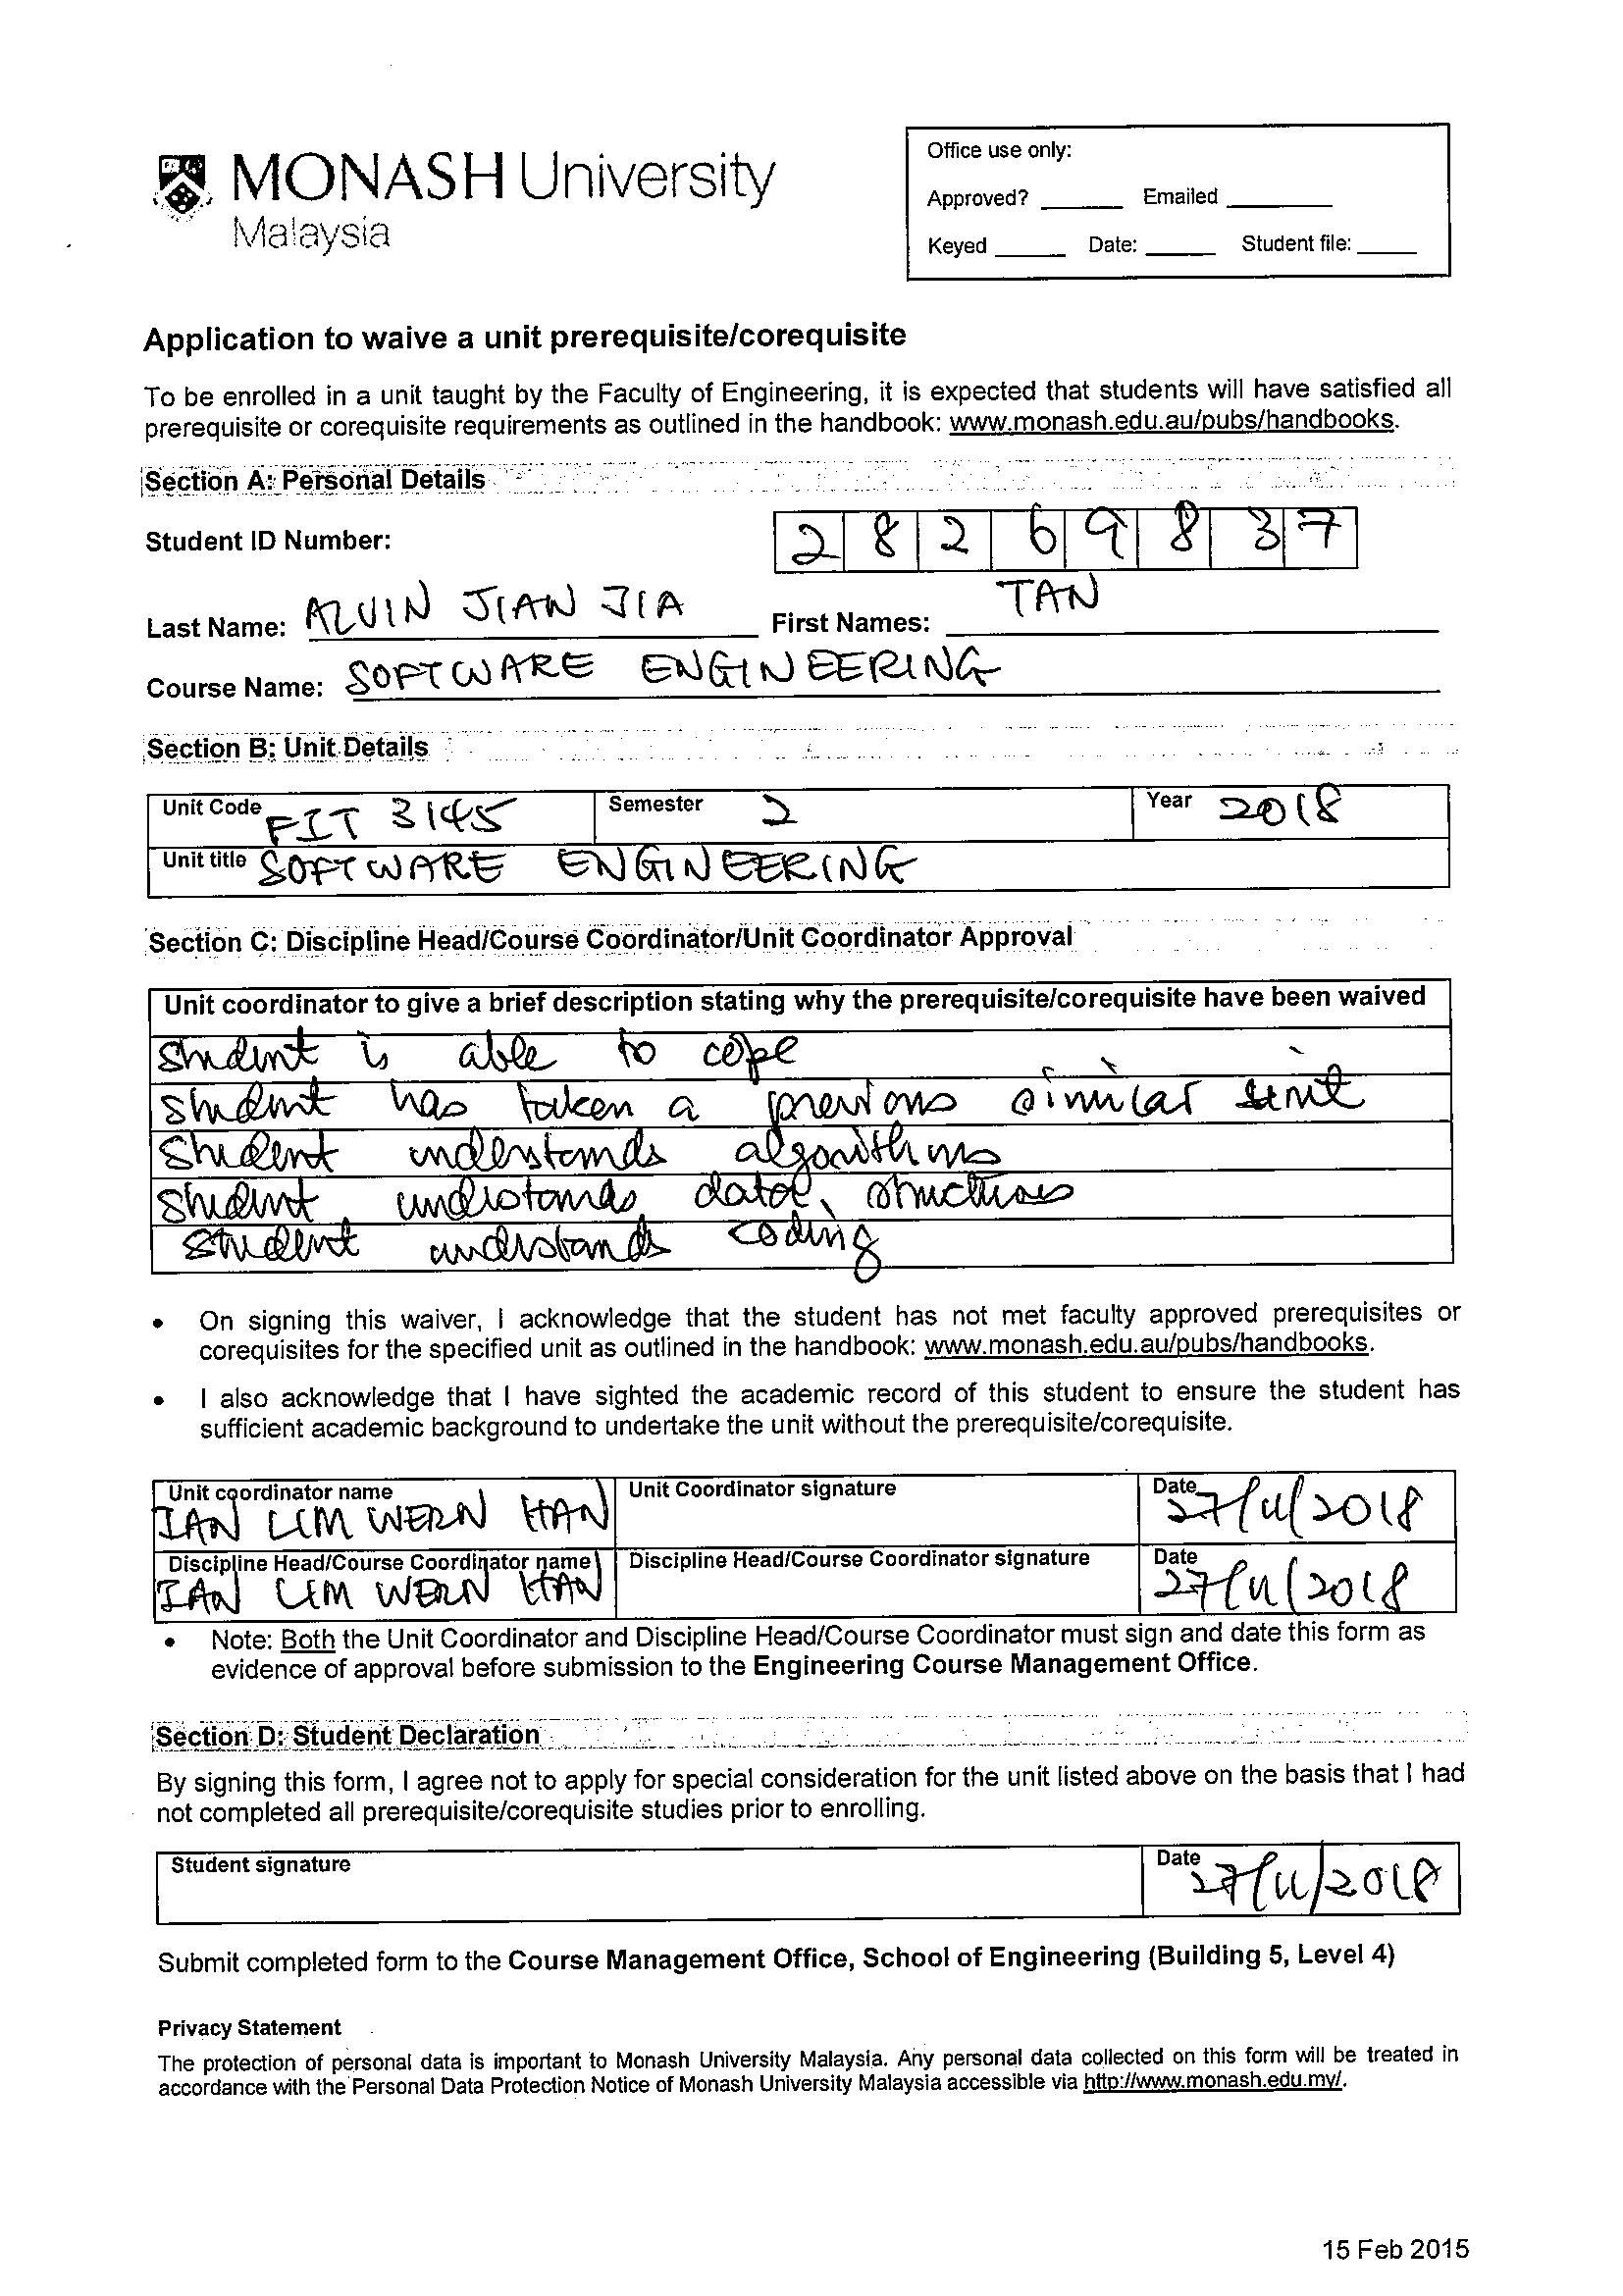 MONASH University
Malaysia
Office use only:
Approved? ______ Emailed ________
Keyed _____ Date: _____ Student file: ____
Application to waive a unit prerequisite/corequisite
To be enrolled in a unit taught by the Faculty of Engineering, it is expected that students will have satisfied all
prerequisite or corequisite requirements as outlined in the handbook: www.monash.edu.au/pubs/handbooks.
Section A: Personal Details
Student ID Number: 2 8 2 6 9 8 3 7
Last Name: ALVIN JIAN JIA First Names: TAN
Course Name: SOFTWARE ENGINEERING
Section B: Unit Details
Unit Code FIT 3145 Semester 2 Year 2018
Unit title SOFTWARE ENGINEERING
Section C: Discipline Head/Course Coordinator/Unit Coordinator Approval
Unit coordinator to give a brief description stating why the prerequisite/corequisite have been waived
student is able to cope
student has taken a previous similar unit
student understands algorithms
student understands data structures
student understands coding
• On signing this waiver, I acknowledge that the student has not met faculty approved prerequisites or
corequisites for the specified unit as outlined in the handbook: www.monash.edu.au/pubs/handbooks.
• I also acknowledge that I have sighted the academic record of this student to ensure the student has
sufficient academic background to undertake the unit without the prerequisite/corequisite.
Unit coordinator name Unit Coordinator signature Date
IAN LIM WERN HAN 27/11/2018
Discipline Head/Course Coordinator name Discipline Head/Course Coordinator signature Date
IAN LIM WERN HAN 27/11/2018
• Note: Both the Unit Coordinator and Discipline Head/Course Coordinator must sign and date this form as
evidence of approval before submission to the Engineering Course Management Office.
Section D: Student Declaration
By signing this form, I agree not to apply for special consideration for the unit listed above on the basis that I had
not completed all prerequisite/corequisite studies prior to enrolling.
Student signature Date 27/11/2018
Submit completed form to the Course Management Office, School of Engineering (Building 5, Level 4)
Privacy Statement
The protection of personal data is important to Monash University Malaysia. Any personal data collected on this form will be treated in
accordance with the Personal Data Protection Notice of Monash University Malaysia accessible via http://www.monash.edu.my/.
15 Feb 2015